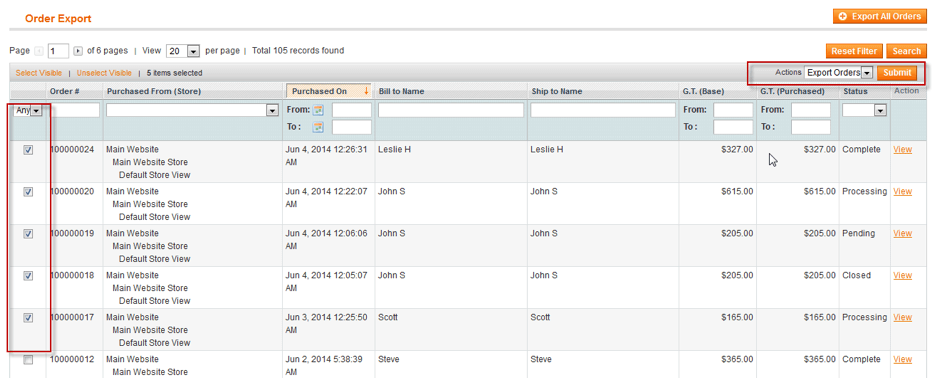 Order Export
Export All Orders
Page 1 of 6 pages | View 20 per page | Total 105 records found
Reset Filter Search
Select Visible | Unselect Visible | 5 items selected
Actions Export Orders Submit
Order # Purchased From (Store) Purchased On Bill to Name Ship to Name G.T. (Base) G.T. (Purchased) Status Action
Any From: From: From:
To : To : To :
100000024 Main Website Jun 4, 2014 12:26:31 Leslie H Leslie H $327.00 $327.00 Complete View
Main Website Store AM
Default Store View
100000020 Main Website Jun 4, 2014 12:22:07 John S John S $615.00 $615.00 Processing View
Main Website Store AM
Default Store View
100000019 Main Website Jun 4, 2014 12:06:06 John S John S $205.00 $205.00 Pending View
Main Website Store AM
Default Store View
100000018 Main Website Jun 4, 2014 12:05:07 John S John S $205.00 $205.00 Closed View
Main Website Store AM
Default Store View
100000017 Main Website Jun 3, 2014 12:25:50 Scott Scott $165.00 $165.00 Processing View
Main Website Store AM
Default Store View
100000012 Main Website Jun 2, 2014 5:38:39 Steve Steve $365.00 $365.00 Complete View
Main Website Store AM